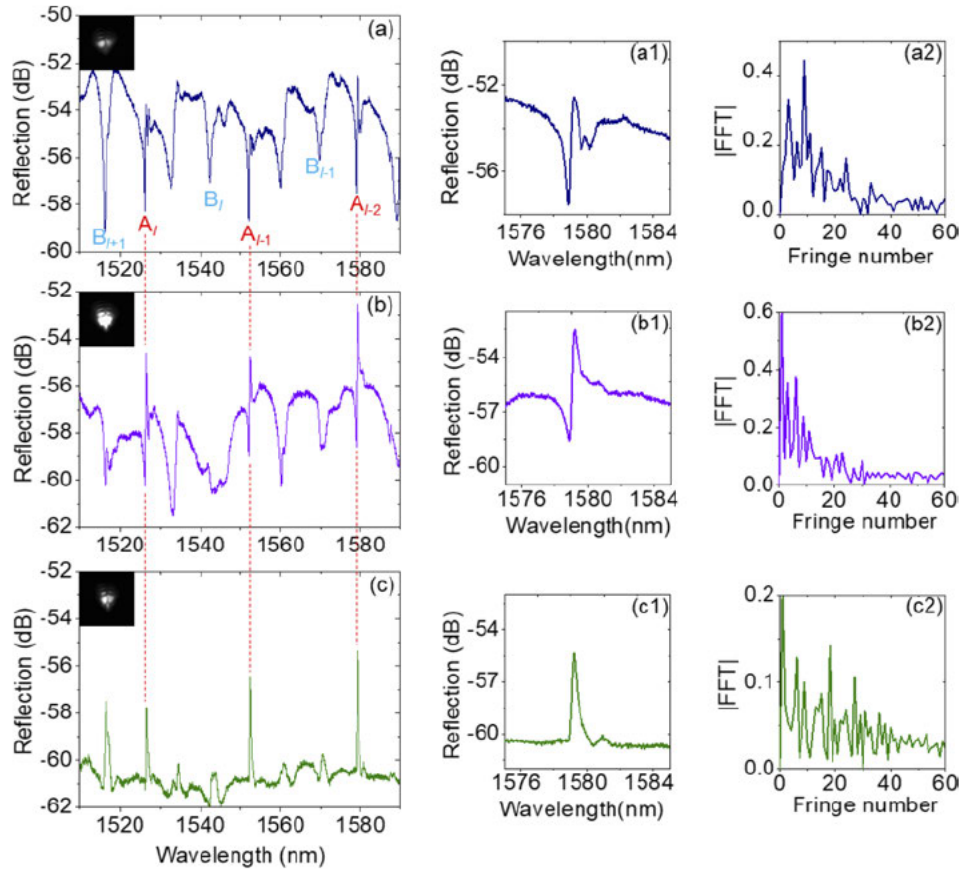 (a)
Reflection (dB)
-50
-52
-54
-56
-58
-60
B_{l+1}
A_l
B_l
A_{l-1}
B_{l-1}
A_{l-2}
1520 1540 1560 1580
(a1)
Reflection (dB)
-52
-56
1576 1580 1584
Wavelength(nm)
(a2)
|FFT|
0.4
0.2
0.0
0 20 40 60
Fringe number
(b)
Reflection (dB)
-52
-54
-56
-58
-60
-62
1520 1540 1560 1580
(b1)
Reflection (dB)
-54
-57
-60
1576 1580 1584
Wavelength(nm)
(b2)
|FFT|
0.6
0.4
0.2
0.0
0 20 40 60
Fringe number
(c)
Reflection (dB)
-52
-54
-56
-58
-60
-62
1520 1540 1560 1580
Wavelength (nm)
(c1)
Reflection (dB)
-54
-57
-60
1576 1580 1584
Wavelength(nm)
(c2)
|FFT|
0.2
0.1
0.0
0 20 40 60
Fringe number